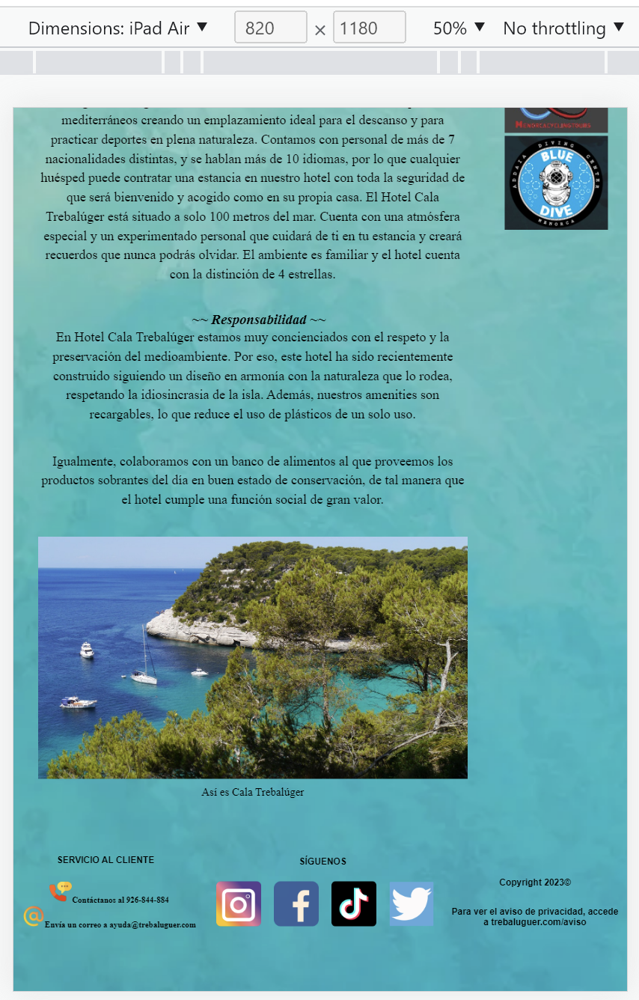 Dimensions: iPad Air ▼ 820 × 1180 50% ▼ No throttling ▼
mediterráneos creando un emplazamiento ideal para el descanso y para
practicar deportes en plena naturaleza. Contamos con personal de más de 7
nacionalidades distintas, y se hablan más de 10 idiomas, por lo que cualquier
huésped puede contratar una estancia en nuestro hotel con toda la seguridad de
que será bienvenido y acogido como en su propia casa. El Hotel Cala
Trebalúger está situado a solo 100 metros del mar. Cuenta con una atmósfera
especial y un experimentado personal que cuidará de ti en tu estancia y creará
recuerdos que nunca podrás olvidar. El ambiente es familiar y el hotel cuenta
con la distinción de 4 estrellas.
~~ Responsabilidad ~~
En Hotel Cala Trebalúger estamos muy concienciados con el respeto y la
preservación del medioambiente. Por eso, este hotel ha sido recientemente
construido siguiendo un diseño en armonía con la naturaleza que lo rodea,
respetando la idiosincrasia de la isla. Además, nuestros amenities son
recargables, lo que reduce el uso de plásticos de un solo uso.
Igualmente, colaboramos con un banco de alimentos al que proveemos los
productos sobrantes del día en buen estado de conservación, de tal manera que
el hotel cumple una función social de gran valor.
Así es Cala Trebalúger
MENORCACYCLINGTOURS
ADDAIA DIVING CENTER
BLUE
DIVE
MENORCA
SERVICIO AL CLIENTE
Contáctanos al 926-844-884
@ Envía un correo a ayuda@trebaluguer.com
SÍGUENOS
Copyright 2023©
Para ver el aviso de privacidad, accede
a trebaluguer.com/aviso